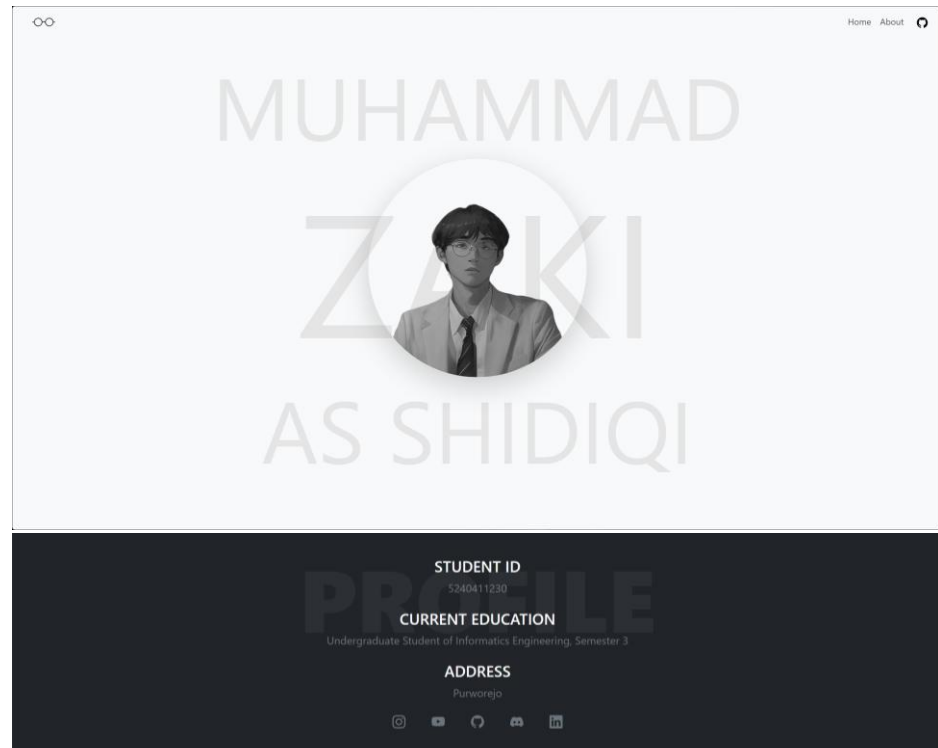 Home About
MUHAMMAD
ZAKI
AS SHIDIQI
PROFILE
STUDENT ID
5240411230
CURRENT EDUCATION
Undergraduate Student of Informatics Engineering, Semester 3
ADDRESS
Purworejo